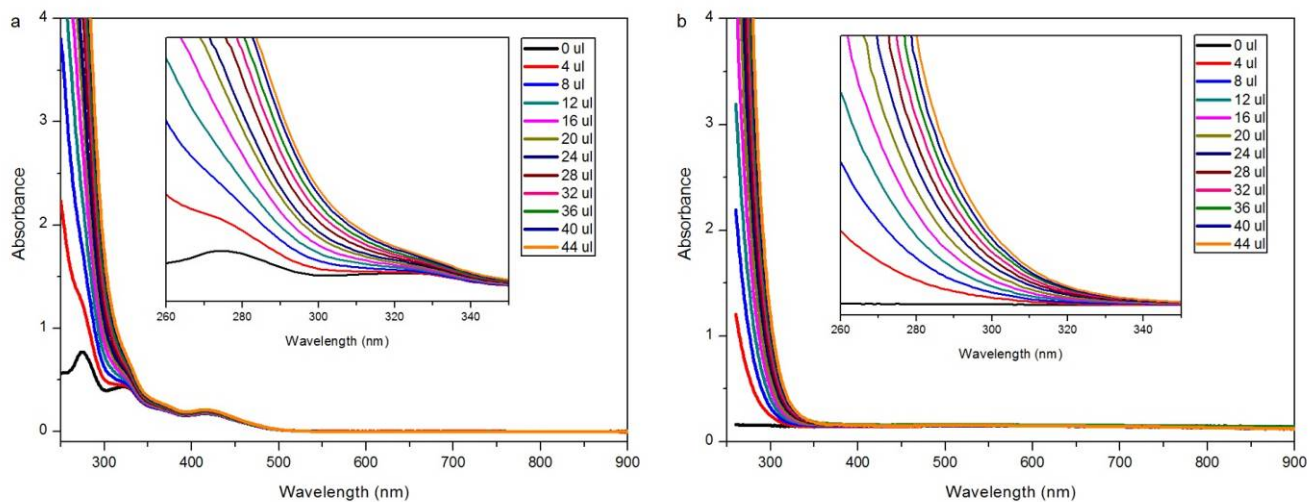 a
4
3
2
1
0
Absorbance
300
400
500
600
700
800
900
Wavelength (nm)
260
280
300
320
340
Wavelength (nm)
0 ul
4 ul
8 ul
12 ul
16 ul
20 ul
24 ul
28 ul
32 ul
36 ul
40 ul
44 ul
b
4
3
2
1
0
Absorbance
300
400
500
600
700
800
900
Wavelength (nm)
260
280
300
320
340
Wavelength (nm)
0 ul
4 ul
8 ul
12 ul
16 ul
20 ul
24 ul
28 ul
32 ul
36 ul
40 ul
44 ul